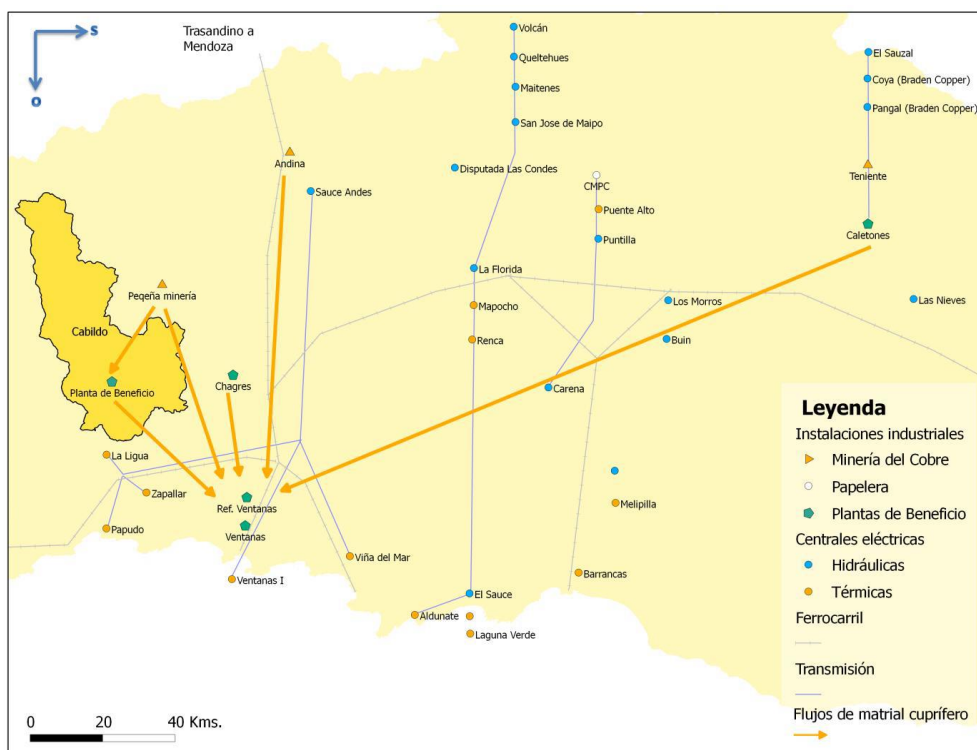 S
O
Trasandino a
Mendoza
Volcán
Queltehues
Maitenes
San Jose de Maipo
El Sauzal
Coya (Braden Copper)
Pangal (Braden Copper)
Andina
Sauce Andes
Disputada Las Condes
CMPC
Puente Alto
Puntilla
Teniente
Caletones
Peqeña minería
La Florida
Mapocho
Renca
Los Morros
Las Nieves
Buin
Cabildo
Planta de Beneficio
Chagres
Carena
La Ligua
Zapallar
Papudo
Ref. Ventanas
Ventanas
Ventanas I
Viña del Mar
Melipilla
Barrancas
El Sauce
Aldunate
Laguna Verde
Leyenda
Instalaciones industriales
Minería del Cobre
Papelera
Plantas de Beneficio
Centrales eléctricas
Hidráulicas
Térmicas
Ferrocarril
Transmisión
Flujos de matrial cuprífero
0 20 40 Kms.